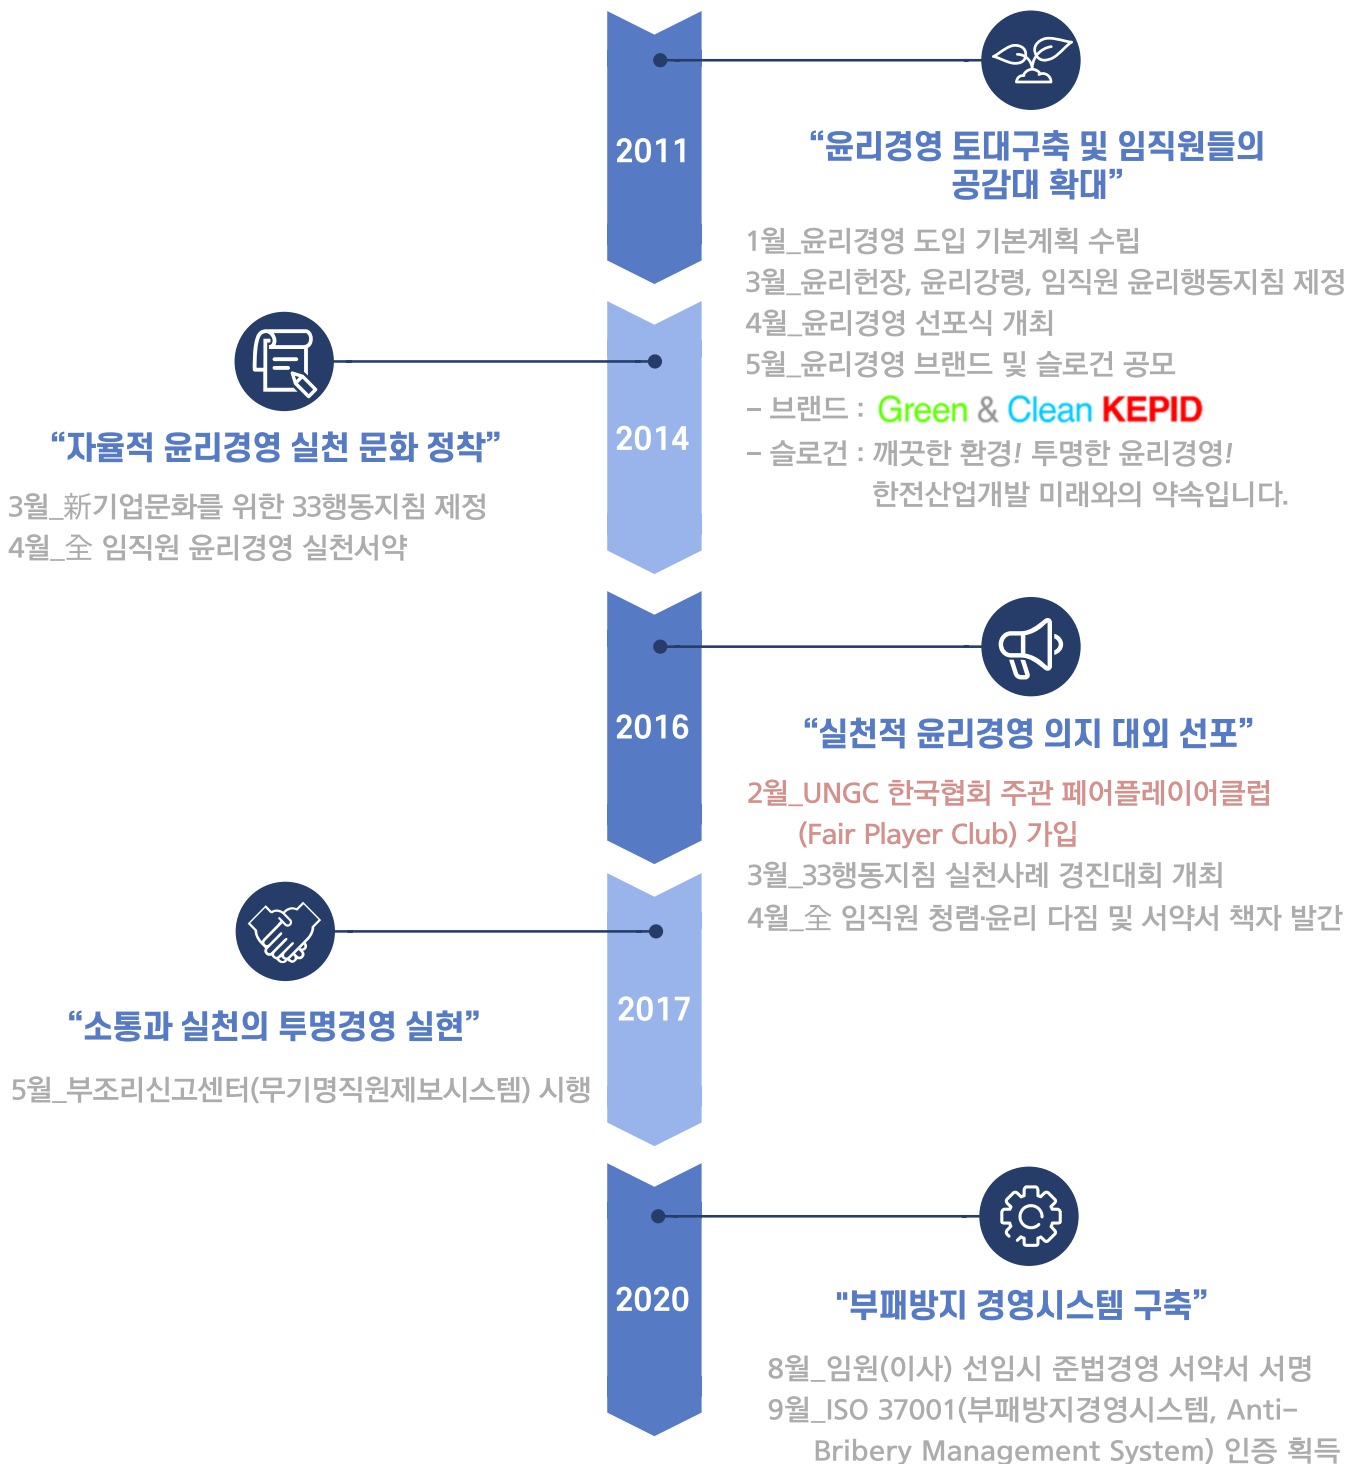 2011
“윤리경영 토대구축 및 임직원들의
공감대 확대”
1월_윤리경영 도입 기본계획 수립
3월_윤리헌장, 윤리강령, 임직원 윤리행동지침 제정
4월_윤리경영 선포식 개최
5월_윤리경영 브랜드 및 슬로건 공모
– 브랜드 : Green & Clean KEPID
– 슬로건 : 깨끗한 환경! 투명한 윤리경영!
한전산업개발 미래와의 약속입니다.
2014
“자율적 윤리경영 실천 문화 정착”
3월_新기업문화를 위한 33행동지침 제정
4월_全 임직원 윤리경영 실천서약
2016
“실천적 윤리경영 의지 대외 선포”
2월_UNGC 한국협회 주관 페어플레이어클럽
(Fair Player Club) 가입
3월_33행동지침 실천사례 경진대회 개최
4월_全 임직원 청렴·윤리 다짐 및 서약서 책자 발간
2017
“소통과 실천의 투명경영 실현”
5월_부조리신고센터(무기명직원제보시스템) 시행
2020
"부패방지 경영시스템 구축”
8월_임원(이사) 선임시 준법경영 서약서 서명
9월_ISO 37001(부패방지경영시스템, Anti–
Bribery Management System) 인증 획득